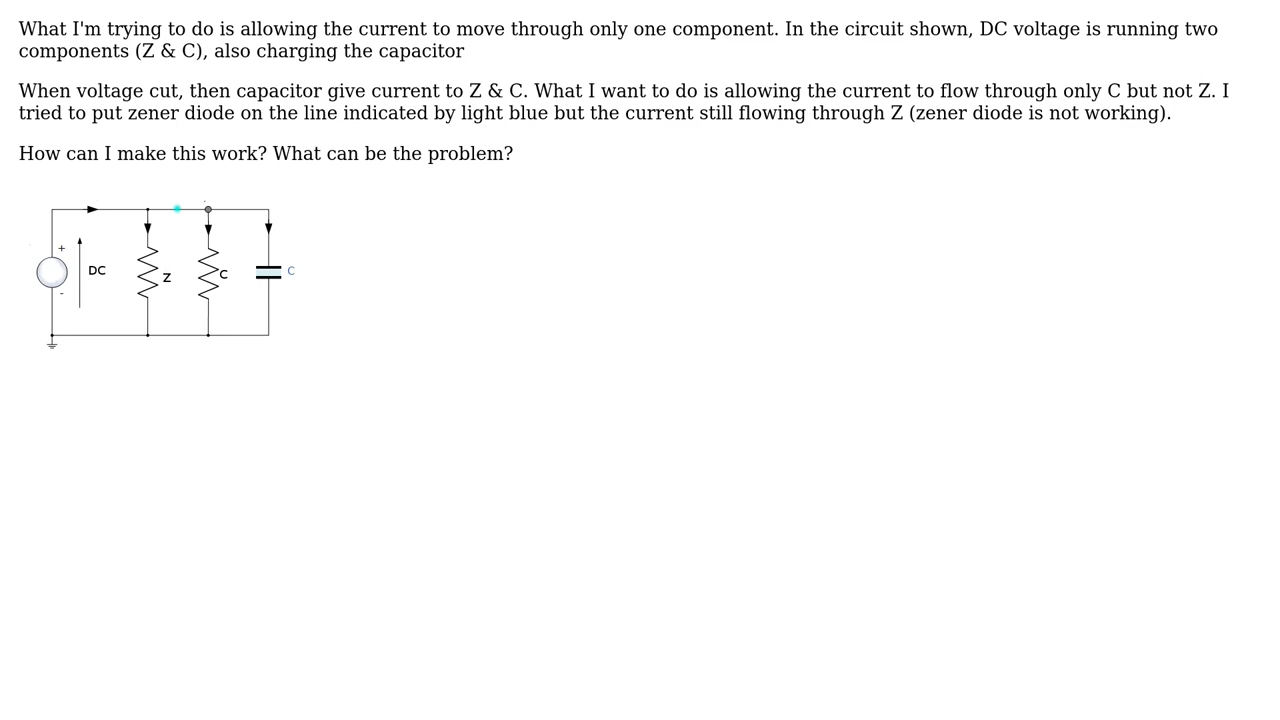 What I'm trying to do is allowing the current to move through only one component. In the circuit shown, DC voltage is running two
components (Z & C), also charging the capacitor
When voltage cut, then capacitor give current to Z & C. What I want to do is allowing the current to flow through only C but not Z. I
tried to put zener diode on the line indicated by light blue but the current still flowing through Z (zener diode is not working).
How can I make this work? What can be the problem?
+
DC
Z
C
C
-